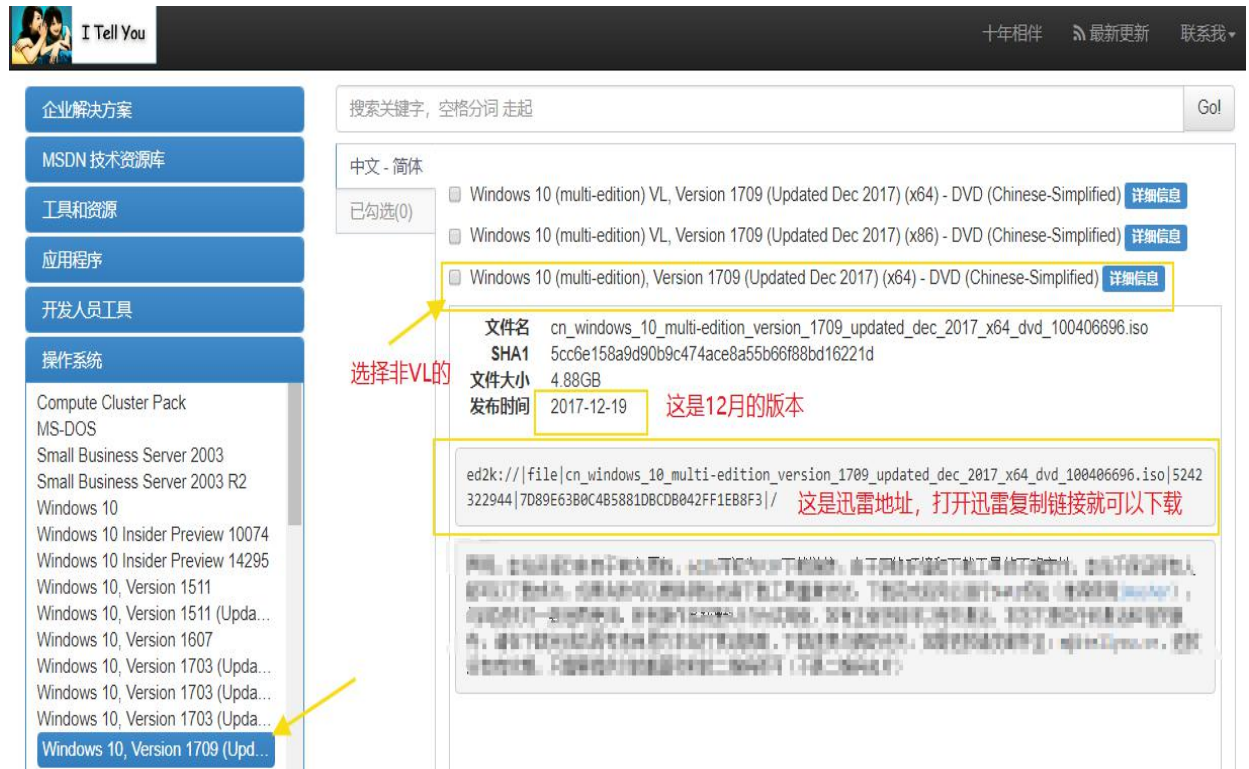 I Tell You
十年相伴
最新更新
联系我
企业解决方案
MSDN 技术资源库
工具和资源
应用程序
开发人员工具
操作系统
Compute Cluster Pack
MS-DOS
Small Business Server 2003
Small Business Server 2003 R2
Windows 10
Windows 10 Insider Preview 10074
Windows 10 Insider Preview 14295
Windows 10, Version 1511
Windows 10, Version 1511 (Upda...
Windows 10, Version 1607
Windows 10, Version 1703 (Upda...
Windows 10, Version 1703 (Upda...
Windows 10, Version 1703 (Upda...
Windows 10, Version 1709 (Upd...
搜索关键字，空格分词 走起
Go!
中文 - 简体
已勾选(0)
Windows 10 (multi-edition) VL, Version 1709 (Updated Dec 2017) (x64) - DVD (Chinese-Simplified) 详细信息
Windows 10 (multi-edition) VL, Version 1709 (Updated Dec 2017) (x86) - DVD (Chinese-Simplified) 详细信息
Windows 10 (multi-edition), Version 1709 (Updated Dec 2017) (x64) - DVD (Chinese-Simplified) 详细信息
选择非VL的
文件名 cn_windows_10_multi-edition_version_1709_updated_dec_2017_x64_dvd_100406696.iso
SHA1 5cc6e158a9d90b9c474ace8a55b66f88bd16221d
文件大小 4.88GB
发布时间 2017-12-19 这是12月的版本
ed2k://|file|cn_windows_10_multi-edition_version_1709_updated_dec_2017_x64_dvd_100406696.iso|5242
322944|7D89E63B0C4B5881DBCDB042FF1EB8F3|/ 这是迅雷地址，打开迅雷复制链接就可以下载